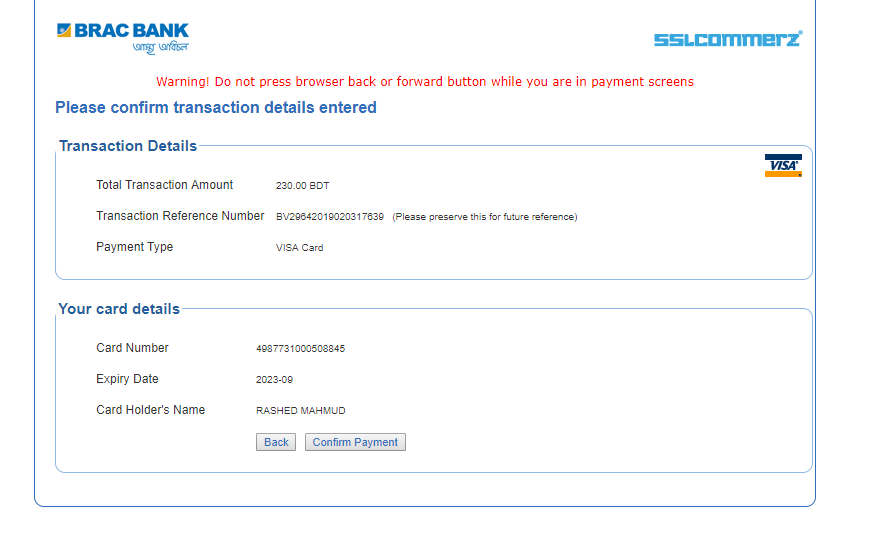 BRAC BANK
আস্থা অবিচল
SSLCOMMERZ
Warning! Do not press browser back or forward button while you are in payment screens
Please confirm transaction details entered
Transaction Details
VISA
Total Transaction Amount 230.00 BDT
Transaction Reference Number BV29642019020317639 (Please preserve this for future reference)
Payment Type VISA Card
Your card details
Card Number 4987731000508845
Expiry Date 2023-09
Card Holder's Name RASHED MAHMUD
Back Confirm Payment